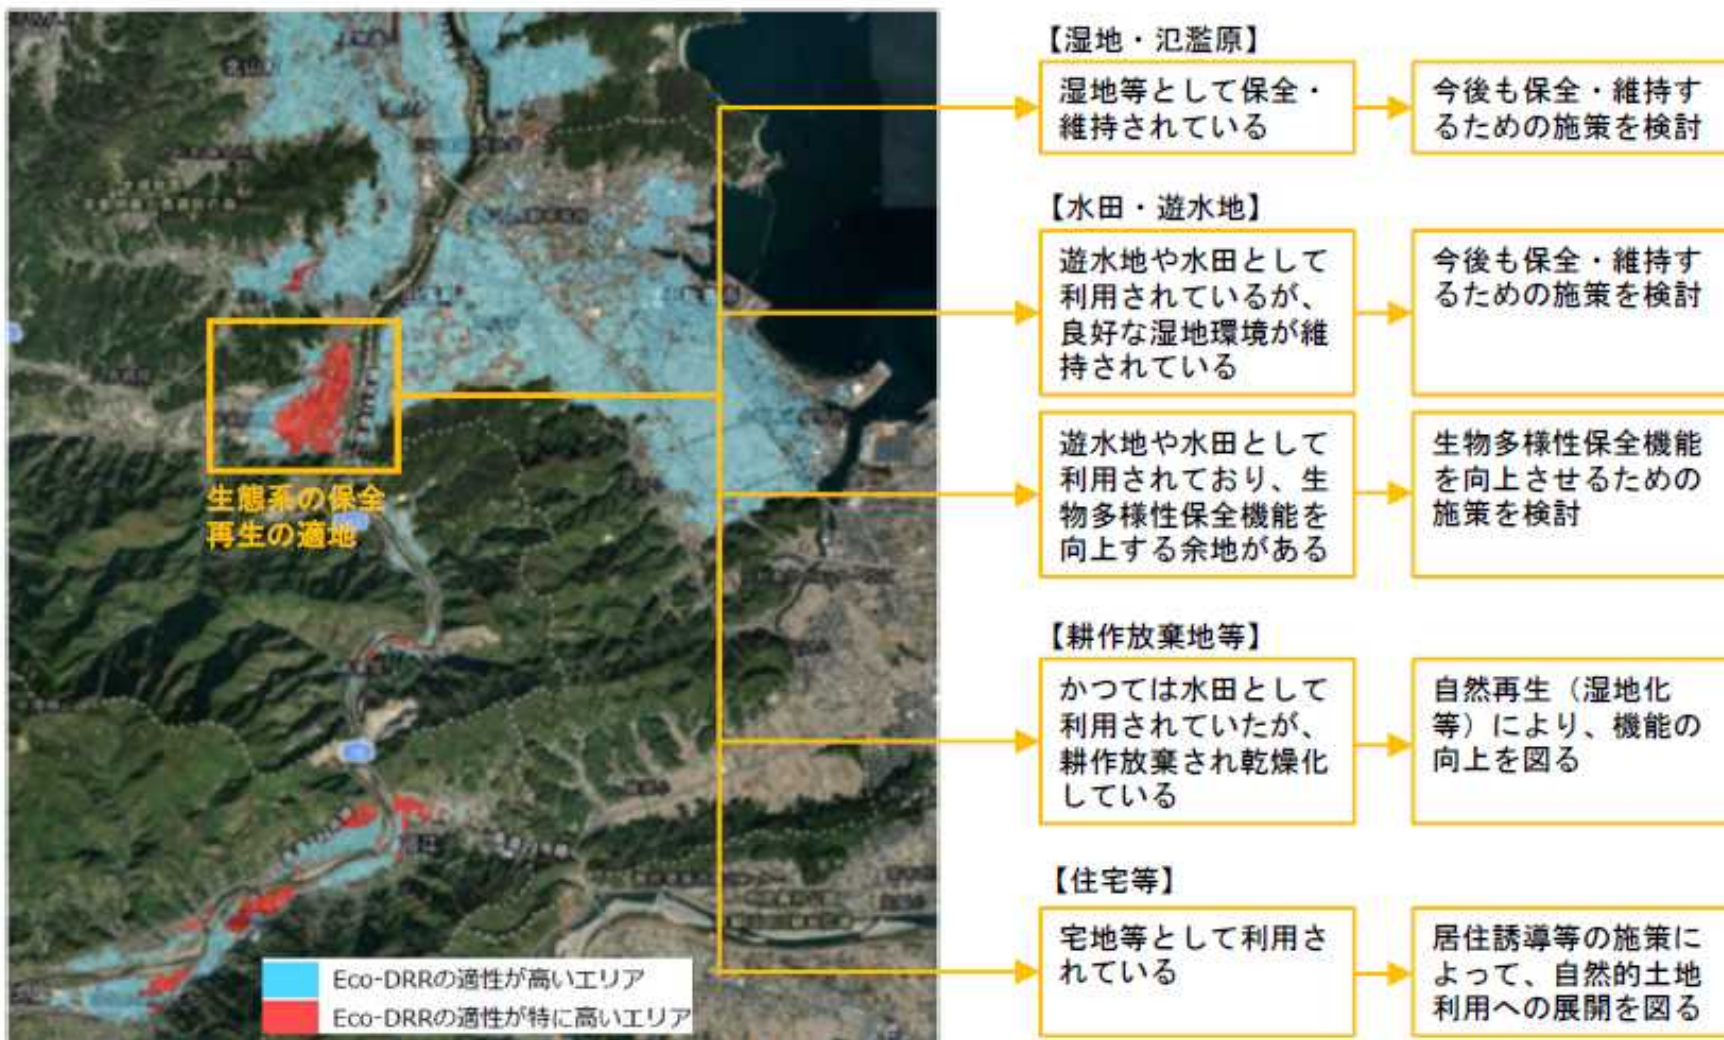 【湿地・氾濫原】
湿地等として保全・
維持されている
今後も保全・維持す
るための施策を検討
【水田・遊水地】
遊水地や水田として
利用されているが、
良好な湿地環境が維
持されている
今後も保全・維持す
るための施策を検討
遊水地や水田として
利用されており、生
物多様性保全機能を
向上する余地がある
生物多様性保全機能
を向上させるための
施策を検討
【耕作放棄地等】
かつては水田として
利用されていたが、
耕作放棄され乾燥化
している
自然再生（湿地化
等）により、機能の
向上を図る
【住宅等】
宅地等として利用さ
れている
居住誘導等の施策に
よって、自然的土地
利用への展開を図る
生態系の保全
再生の適地
Eco-DRRの適性が高いエリア
Eco-DRRの適性が特に高いエリア